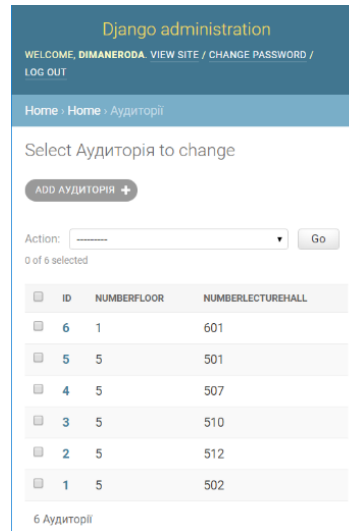 Django administration
WELCOME, DIMANERODA. VIEW SITE / CHANGE PASSWORD /
LOG OUT
Home › Home › Аудиторії
Select Аудиторія to change
ADD АУДИТОРІЯ +
Action: --------- Go
0 of 6 selected
ID NUMBERFLOOR NUMBERLECTUREHALL
6 1 601
5 5 501
4 5 507
3 5 510
2 5 512
1 5 502
6 Аудиторії